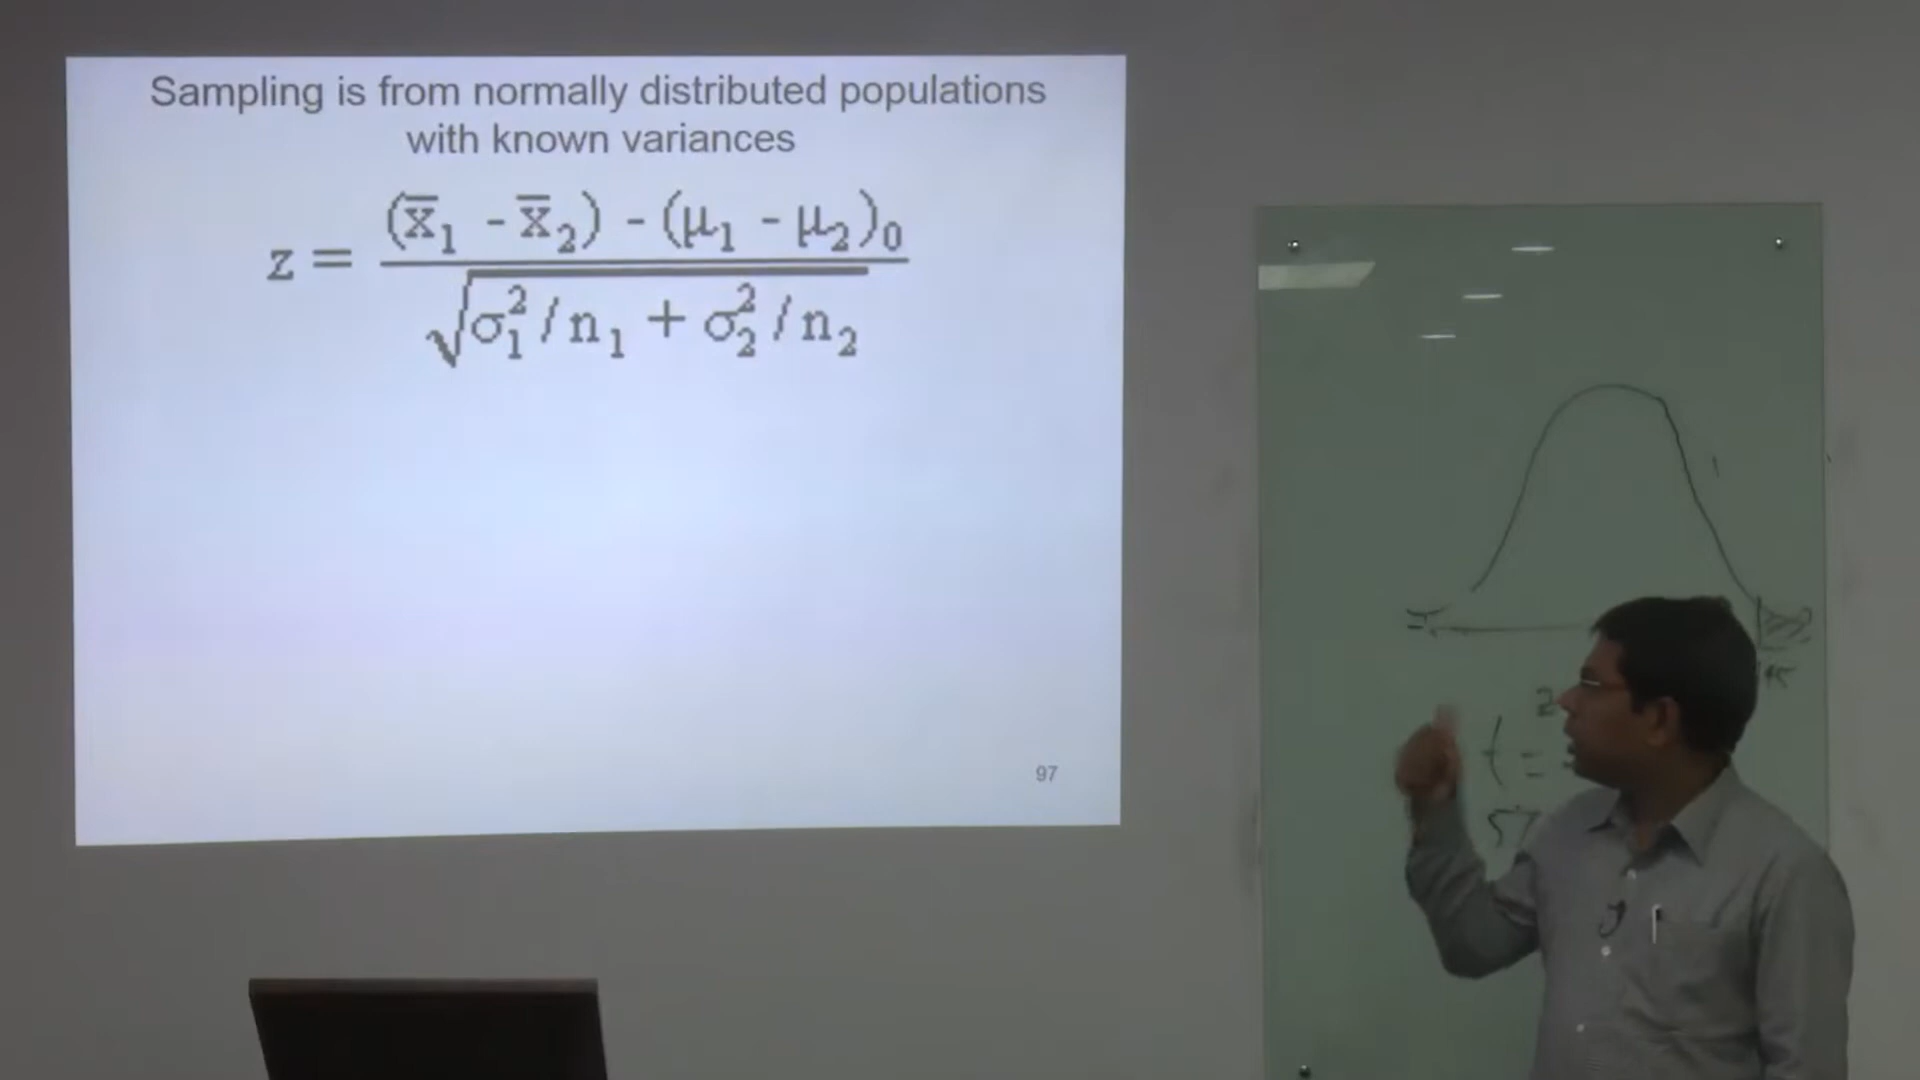 Sampling is from normally distributed populations
with known variances
z = ((x̄₁ - x̄₂) - (μ₁ - μ₂)₀) / √(σ₁²/n₁ + σ₂²/n₂)
97
2
t =